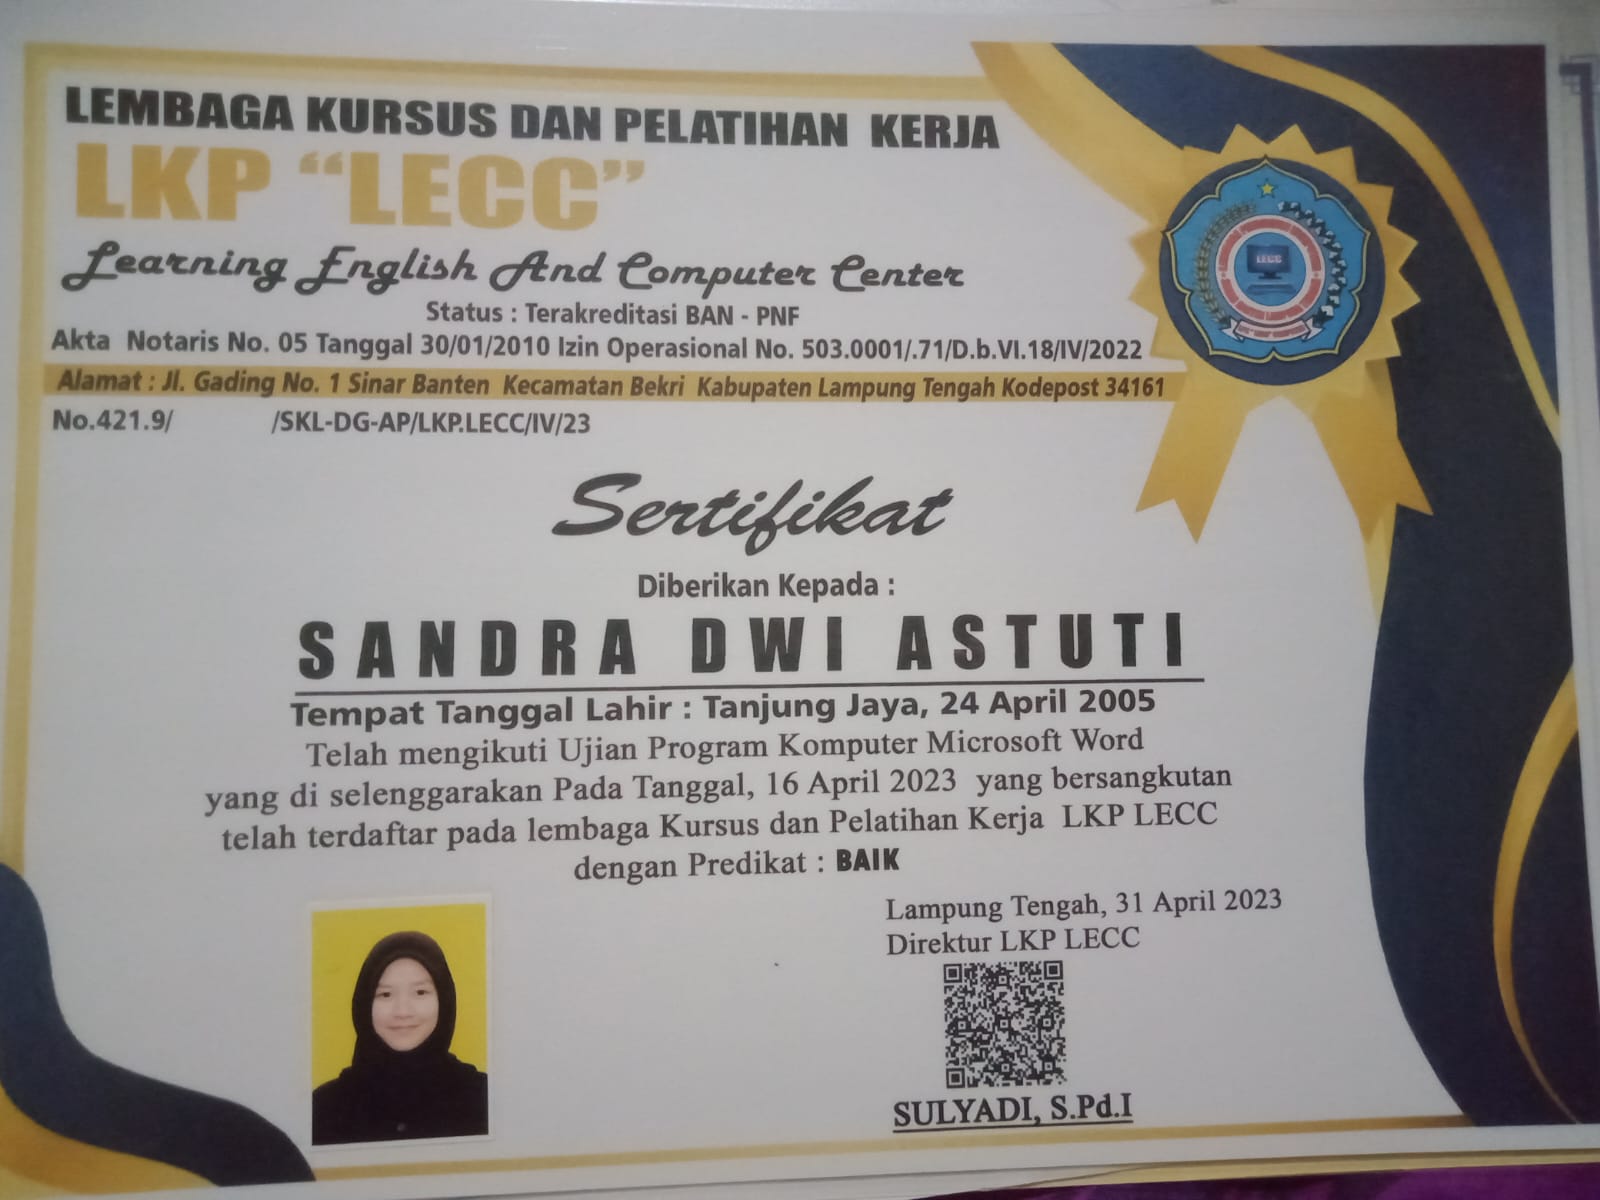 LEMBAGA KURSUS DAN PELATIHAN KERJA
LKP "LECC"
Learning English And Computer Center
Status : Terakreditasi BAN - PNF
Akta Notaris No. 05 Tanggal 30/01/2010 Izin Operasional No. 503.0001/.71/D.b.VI.18/IV/2022
Alamat : Jl. Gading No. 1 Sinar Banten Kecamatan Bekri Kabupaten Lampung Tengah Kodepost 34161
No.421.9/ /SKL-DG-AP/LKP.LECC/IV/23
LECC
Sertifikat
Diberikan Kepada :
SANDRA DWI ASTUTI
Tempat Tanggal Lahir : Tanjung Jaya, 24 April 2005
Telah mengikuti Ujian Program Komputer Microsoft Word
yang di selenggarakan Pada Tanggal, 16 April 2023 yang bersangkutan
telah terdaftar pada lembaga Kursus dan Pelatihan Kerja LKP LECC
dengan Predikat : BAIK
Lampung Tengah, 31 April 2023
Direktur LKP LECC
SULYADI, S.Pd.I